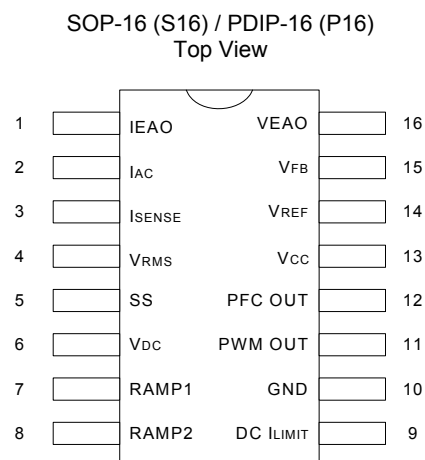 SOP-16 (S16) / PDIP-16 (P16)
Top View
1 IEAO VEAO 16
2 IAC VFB 15
3 ISENSE VREF 14
4 VRMS VCC 13
5 SS PFC OUT 12
6 VDC PWM OUT 11
7 RAMP1 GND 10
8 RAMP2 DC ILIMIT 9